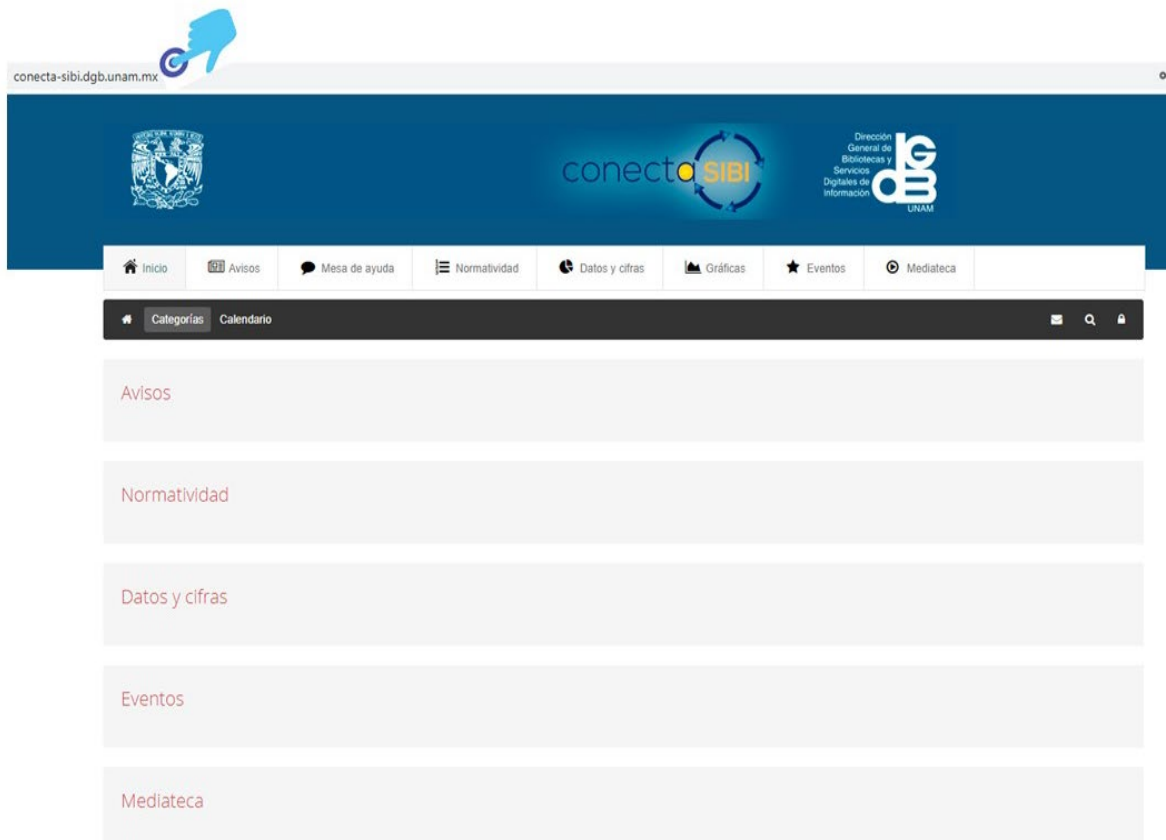 conecta-sibi.dgb.unam.mx
conecta SIBI
Dirección
General de
Bibliotecas y
Servicios
Digitales de
Información
DGB
UNAM
Inicio
Avisos
Mesa de ayuda
Normatividad
Datos y cifras
Gráficas
Eventos
Mediateca
Categorías
Calendario
Avisos
Normatividad
Datos y cifras
Eventos
Mediateca